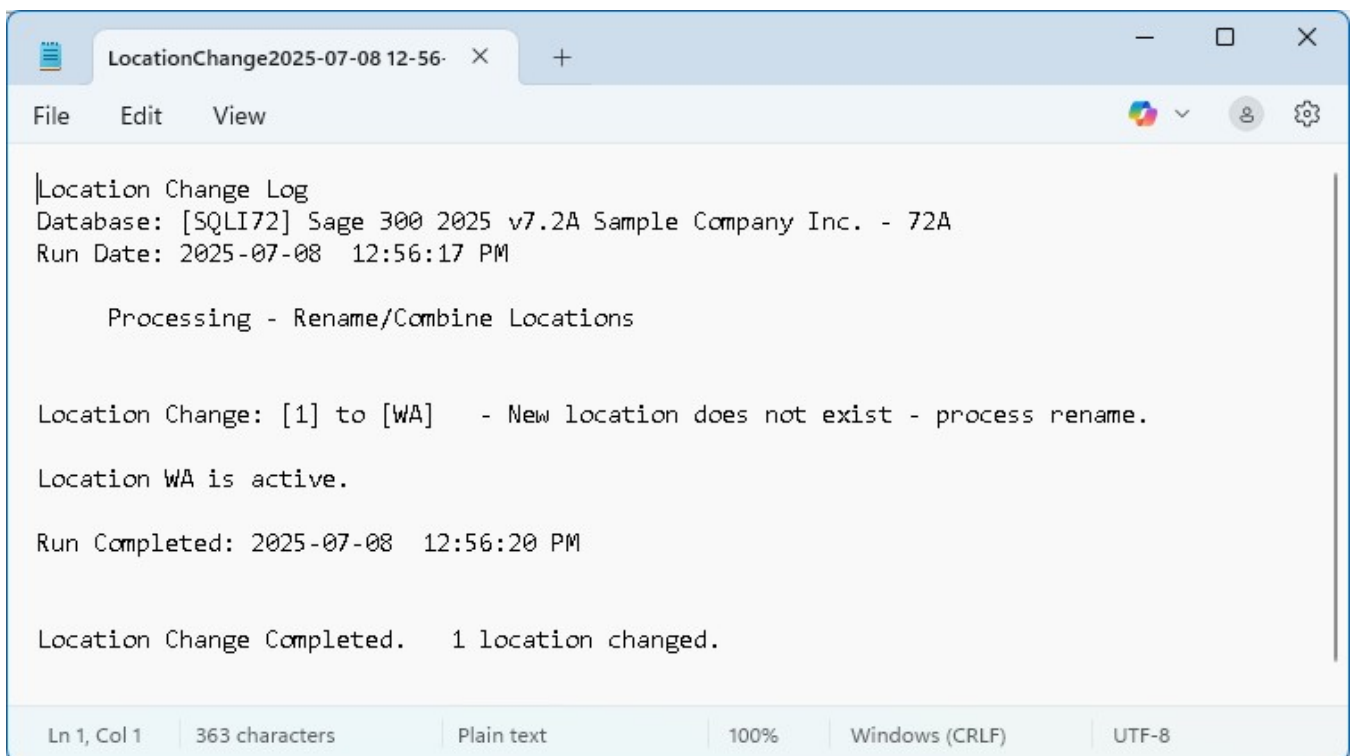 LocationChange2025-07-08 12-56-
File Edit View
Location Change Log
Database: [SQLI72] Sage 300 2025 v7.2A Sample Company Inc. - 72A
Run Date: 2025-07-08  12:56:17 PM
Processing - Rename/Combine Locations
Location Change: [1] to [WA]   - New location does not exist - process rename.
Location WA is active.
Run Completed: 2025-07-08  12:56:20 PM
Location Change Completed.   1 location changed.
Ln 1, Col 1 363 characters Plain text 100% Windows (CRLF) UTF-8